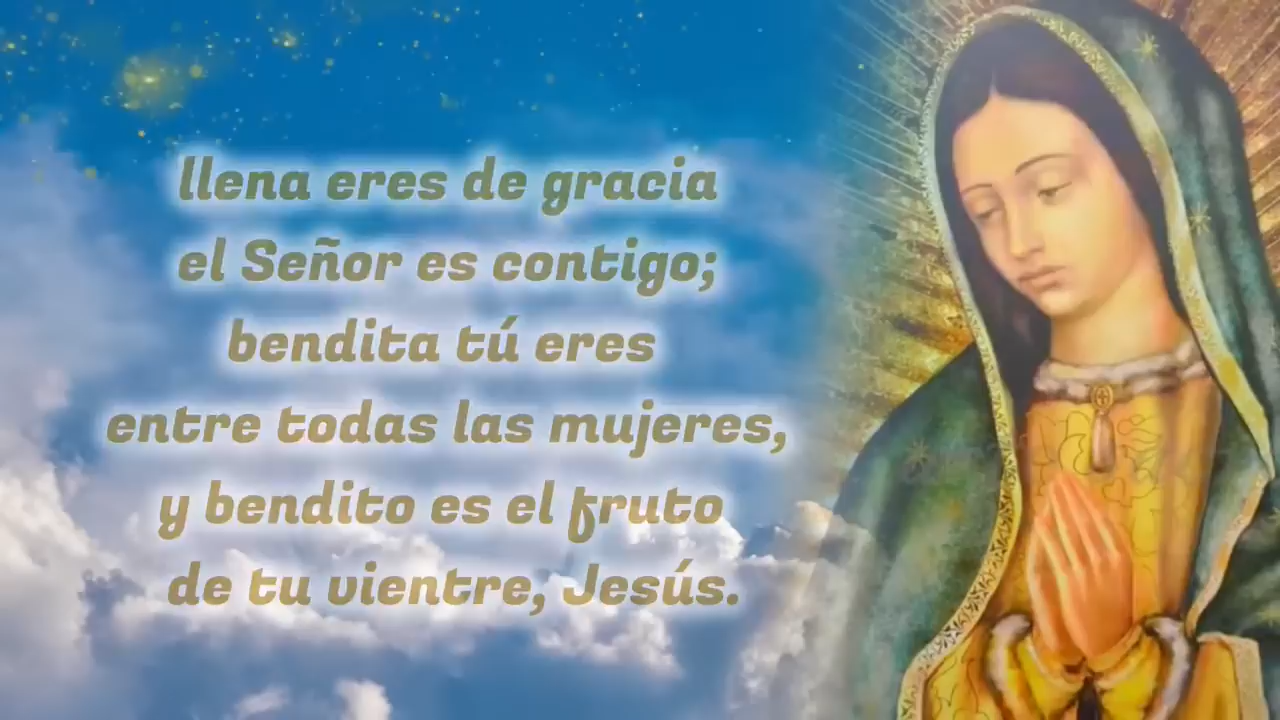 llena eres de gracia
el Señor es contigo;
bendita tú eres
entre todas las mujeres,
y bendito es el fruto
de tu vientre, Jesús.